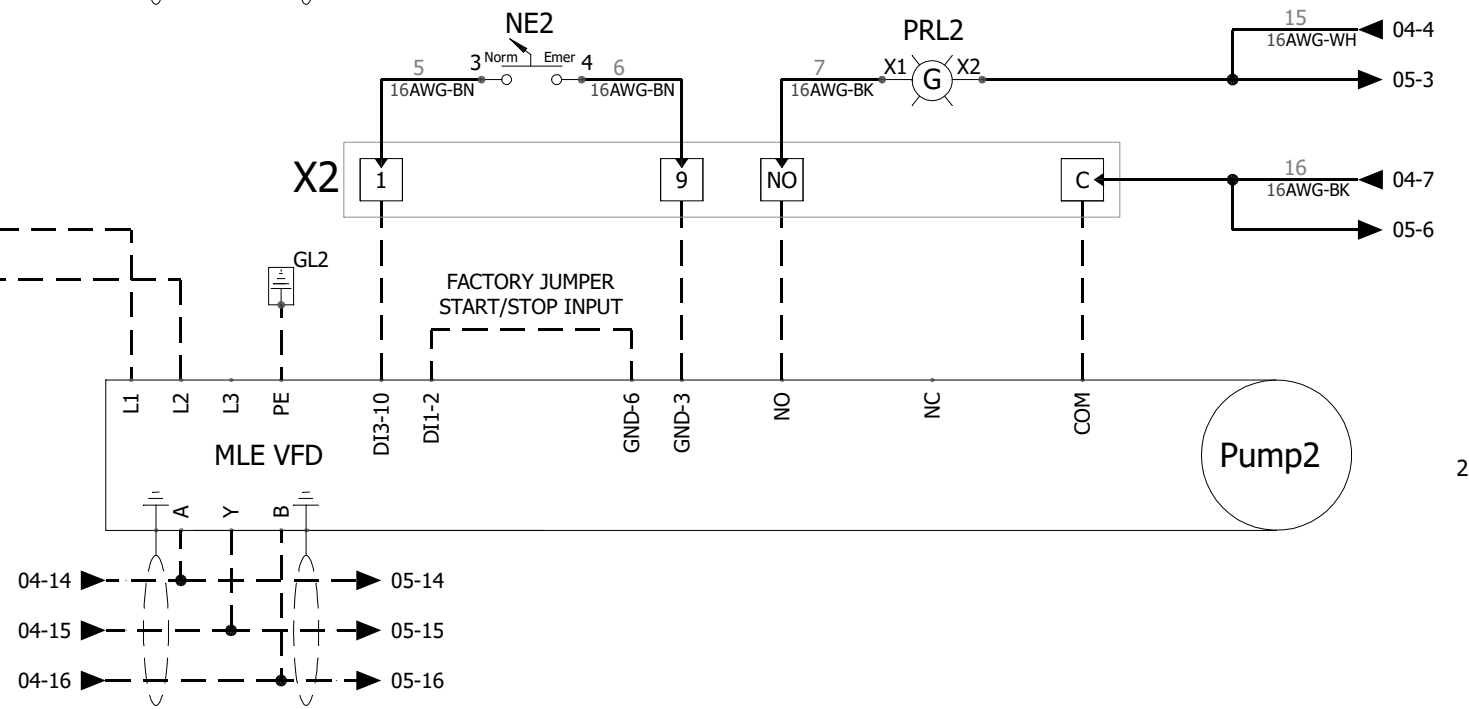 NE2
PRL2
15
16AWG-WH
04-4
Norm
Emer
3
4
5
16AWG-BN
6
16AWG-BN
7
16AWG-BK
X1
G
X2
05-3
X2
1
9
NO
C
16
16AWG-BK
04-7
05-6
GL2
FACTORY JUMPER
START/STOP INPUT
L1
L2
L3
PE
DI3-10
DI1-2
GND-6
GND-3
NO
NC
COM
MLE VFD
Pump2
2
A
Y
B
04-14
05-14
04-15
05-15
04-16
05-16